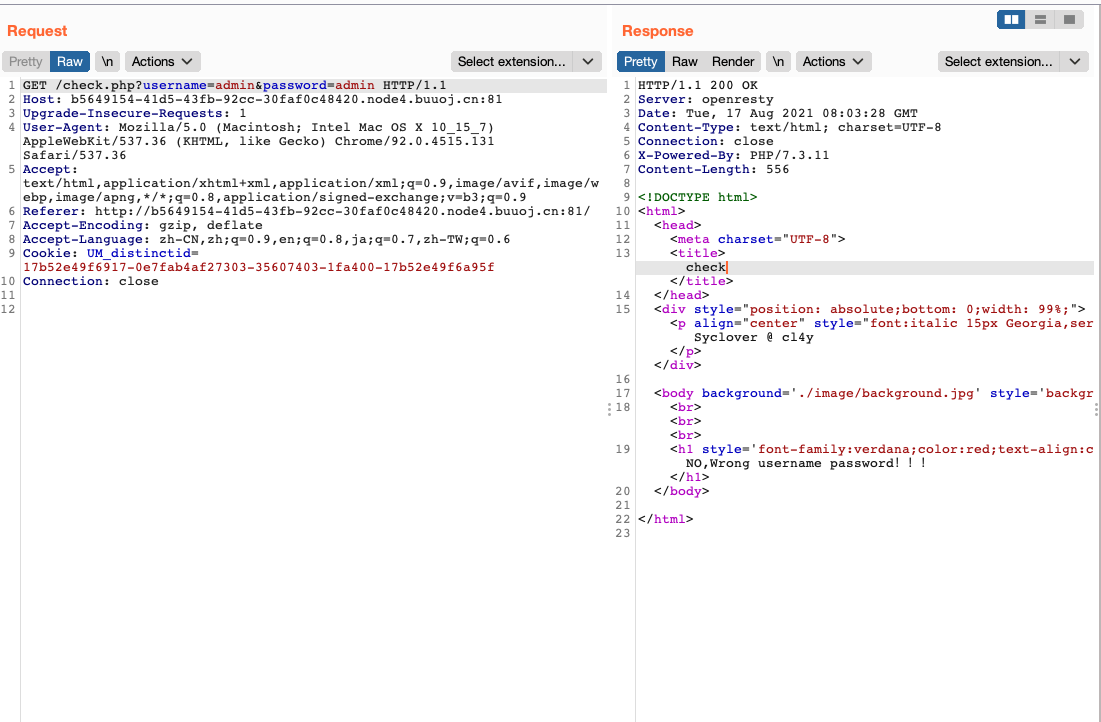 Request
Pretty Raw \n Actions Select extension...
1 GET /check.php?username=admin&password=admin HTTP/1.1
2 Host: b5649154-41d5-43fb-92cc-30faf0c48420.node4.buuoj.cn:81
3 Upgrade-Insecure-Requests: 1
4 User-Agent: Mozilla/5.0 (Macintosh; Intel Mac OS X 10_15_7)
AppleWebKit/537.36 (KHTML, like Gecko) Chrome/92.0.4515.131
Safari/537.36
5 Accept:
text/html,application/xhtml+xml,application/xml;q=0.9,image/avif,image/w
ebp,image/apng,*/*;q=0.8,application/signed-exchange;v=b3;q=0.9
6 Referer: http://b5649154-41d5-43fb-92cc-30faf0c48420.node4.buuoj.cn:81/
7 Accept-Encoding: gzip, deflate
8 Accept-Language: zh-CN,zh;q=0.9,en;q=0.8,ja;q=0.7,zh-TW;q=0.6
9 Cookie: UM_distinctid=
17b52e49f6917-0e7fab4af27303-35607403-1fa400-17b52e49f6a95f
10 Connection: close
11
12
Response
Pretty Raw Render \n Actions Select extension...
1 HTTP/1.1 200 OK
2 Server: openresty
3 Date: Tue, 17 Aug 2021 08:03:28 GMT
4 Content-Type: text/html; charset=UTF-8
5 Connection: close
6 X-Powered-By: PHP/7.3.11
7 Content-Length: 556
8
9 <!DOCTYPE html>
10 <html>
11 <head>
12 <meta charset="UTF-8">
13 <title>
check
</title>
14 </head>
15 <div style="position: absolute;bottom: 0;width: 99%;">
<p align="center" style="font:italic 15px Georgia,ser
Syclover @ cl4y
</p>
</div>
16
17 <body background='./image/background.jpg' style='backgr
18 <br>
<br>
<br>
19 <h1 style='font-family:verdana;color:red;text-align:c
NO,Wrong username password!!!
</h1>
20 </body>
21
22 </html>
23